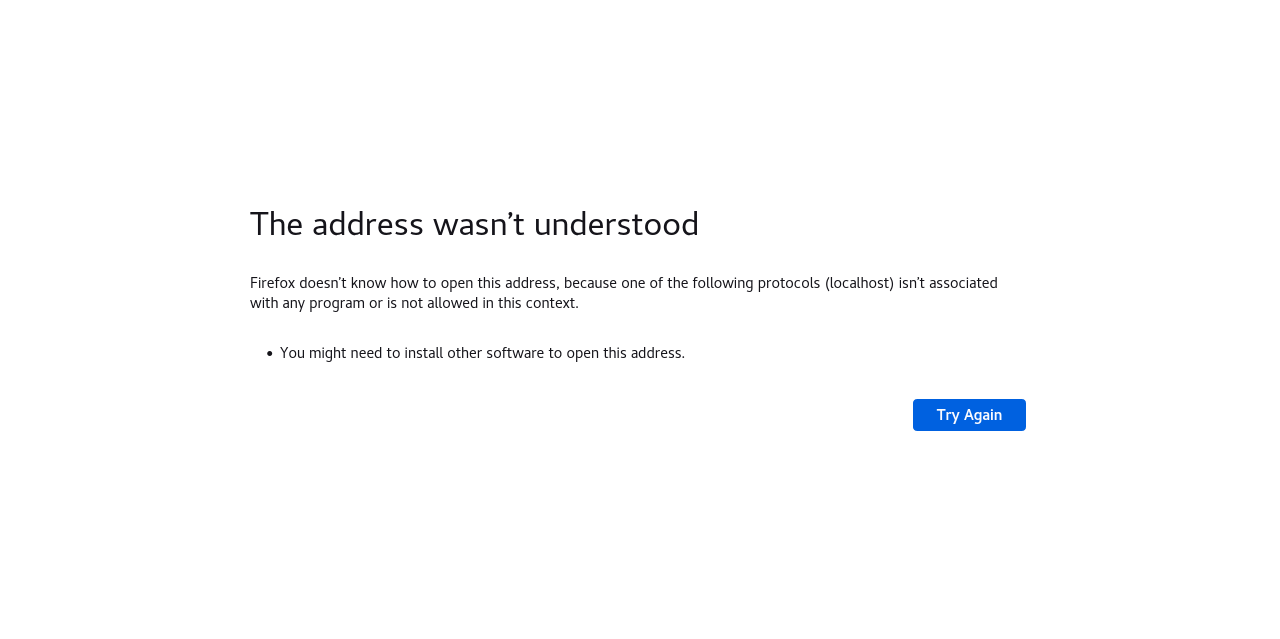 The address wasn’t understood
Firefox doesn’t know how to open this address, because one of the following protocols (localhost) isn’t associated
with any program or is not allowed in this context.
• You might need to install other software to open this address.
Try Again